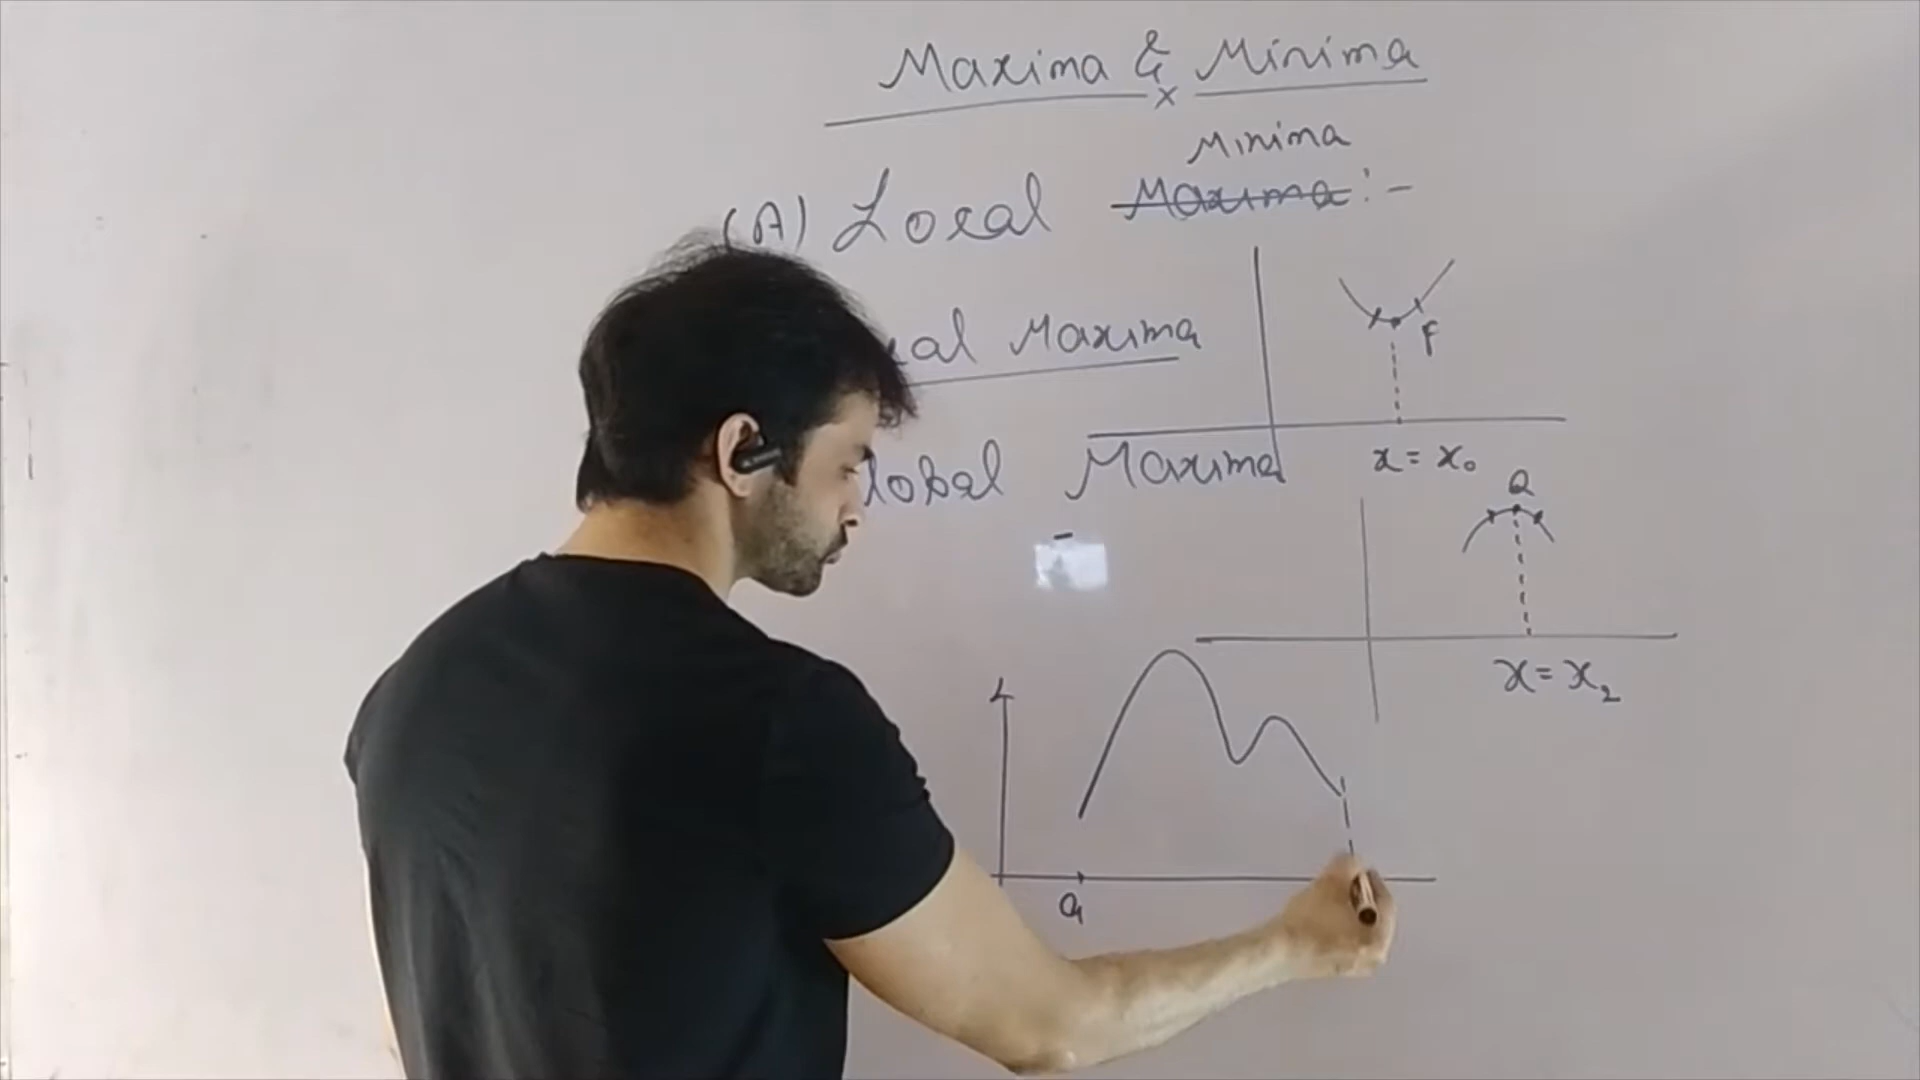 Maxima & Minima
x
Minima
(A) Local Maxima :-
al Maxima
P
lobal Maxima
x = x₀
Q
x = x₂
a